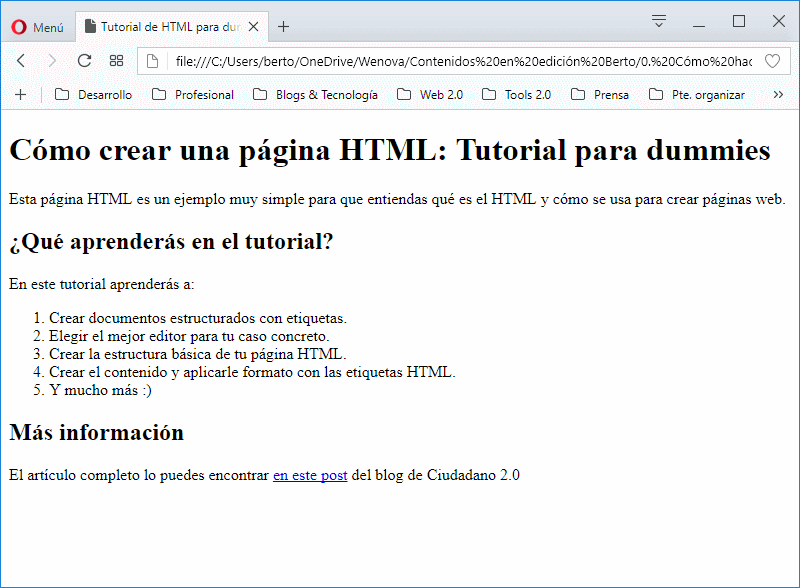 Menú
Tutorial de HTML para dur
file:///C:/Users/berto/OneDrive/Wenova/Contenidos%20en%20edición%20Berto/0.%20Cómo%20hac
Desarrollo Profesional Blogs & Tecnología Web 2.0 Tools 2.0 Prensa Pte. organizar
Cómo crear una página HTML: Tutorial para dummies
Esta página HTML es un ejemplo muy simple para que entiendas qué es el HTML y cómo se usa para crear páginas web.
¿Qué aprenderás en el tutorial?
En este tutorial aprenderás a:
1. Crear documentos estructurados con etiquetas.
2. Elegir el mejor editor para tu caso concreto.
3. Crear la estructura básica de tu página HTML.
4. Crear el contenido y aplicarle formato con las etiquetas HTML.
5. Y mucho más :)
Más información
El artículo completo lo puedes encontrar en este post del blog de Ciudadano 2.0